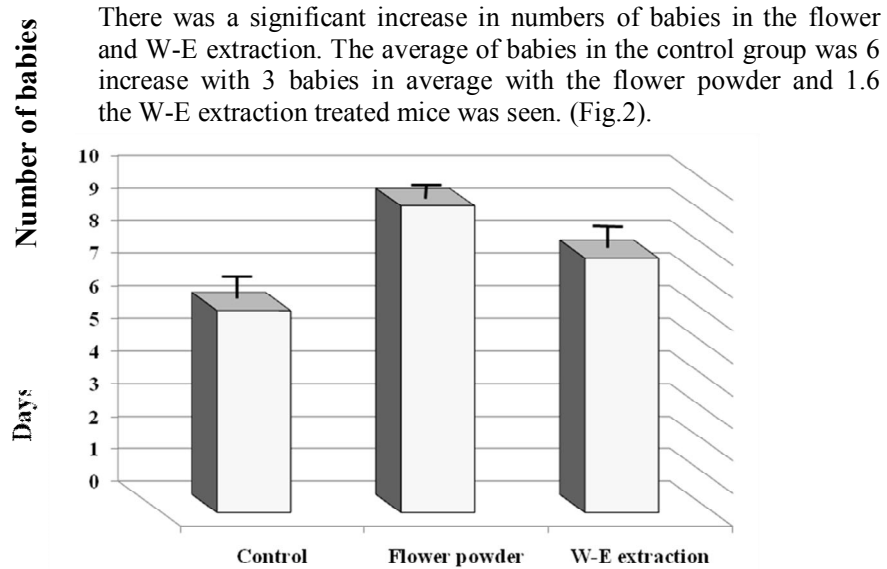 There was a significant increase in numbers of babies in the flower
and W-E extraction. The average of babies in the control group was 6
increase with 3 babies in average with the flower powder and 1.6
the W-E extraction treated mice was seen. (Fig.2).
Number of babies
Days
10
9
8
7
6
5
4
3
2
1
0
Control Flower powder W-E extraction